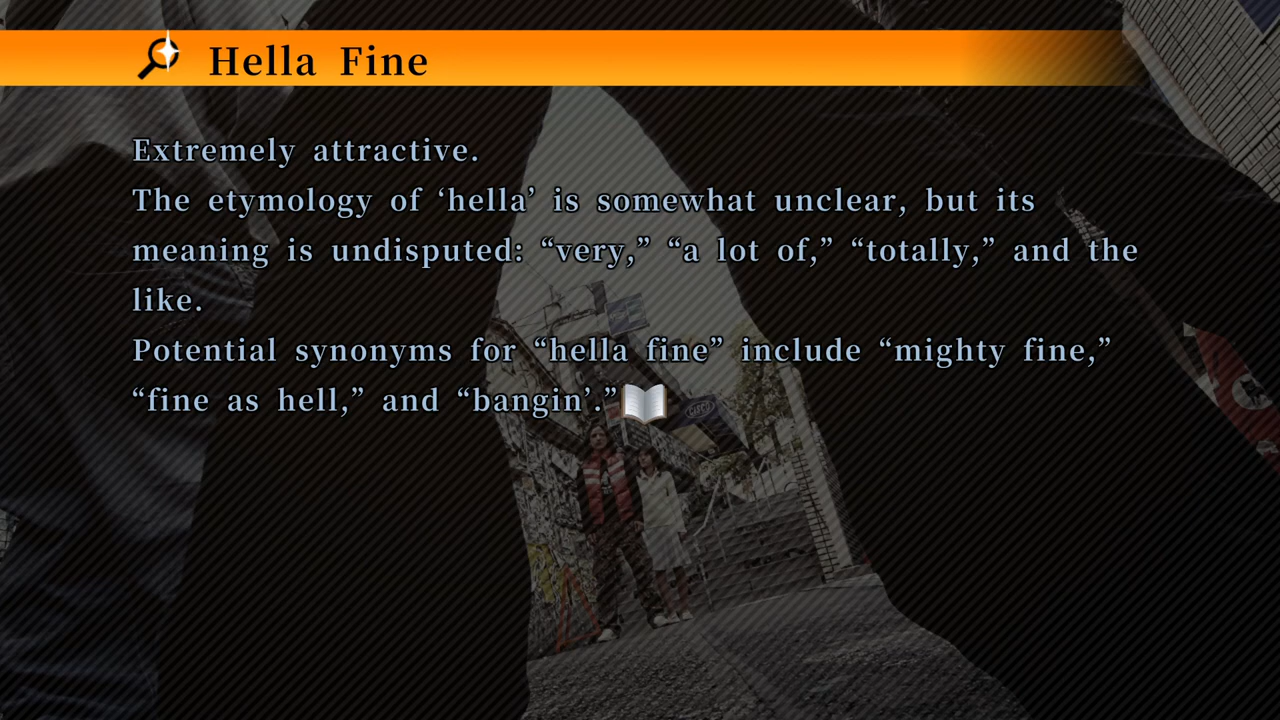 Hella Fine
Extremely attractive.
The etymology of ‘hella’ is somewhat unclear, but its
meaning is undisputed: “very,” “a lot of,” “totally,” and the
like.
Potential synonyms for “hella fine” include “mighty fine,”
“fine as hell,” and “bangin’.”
CISCO